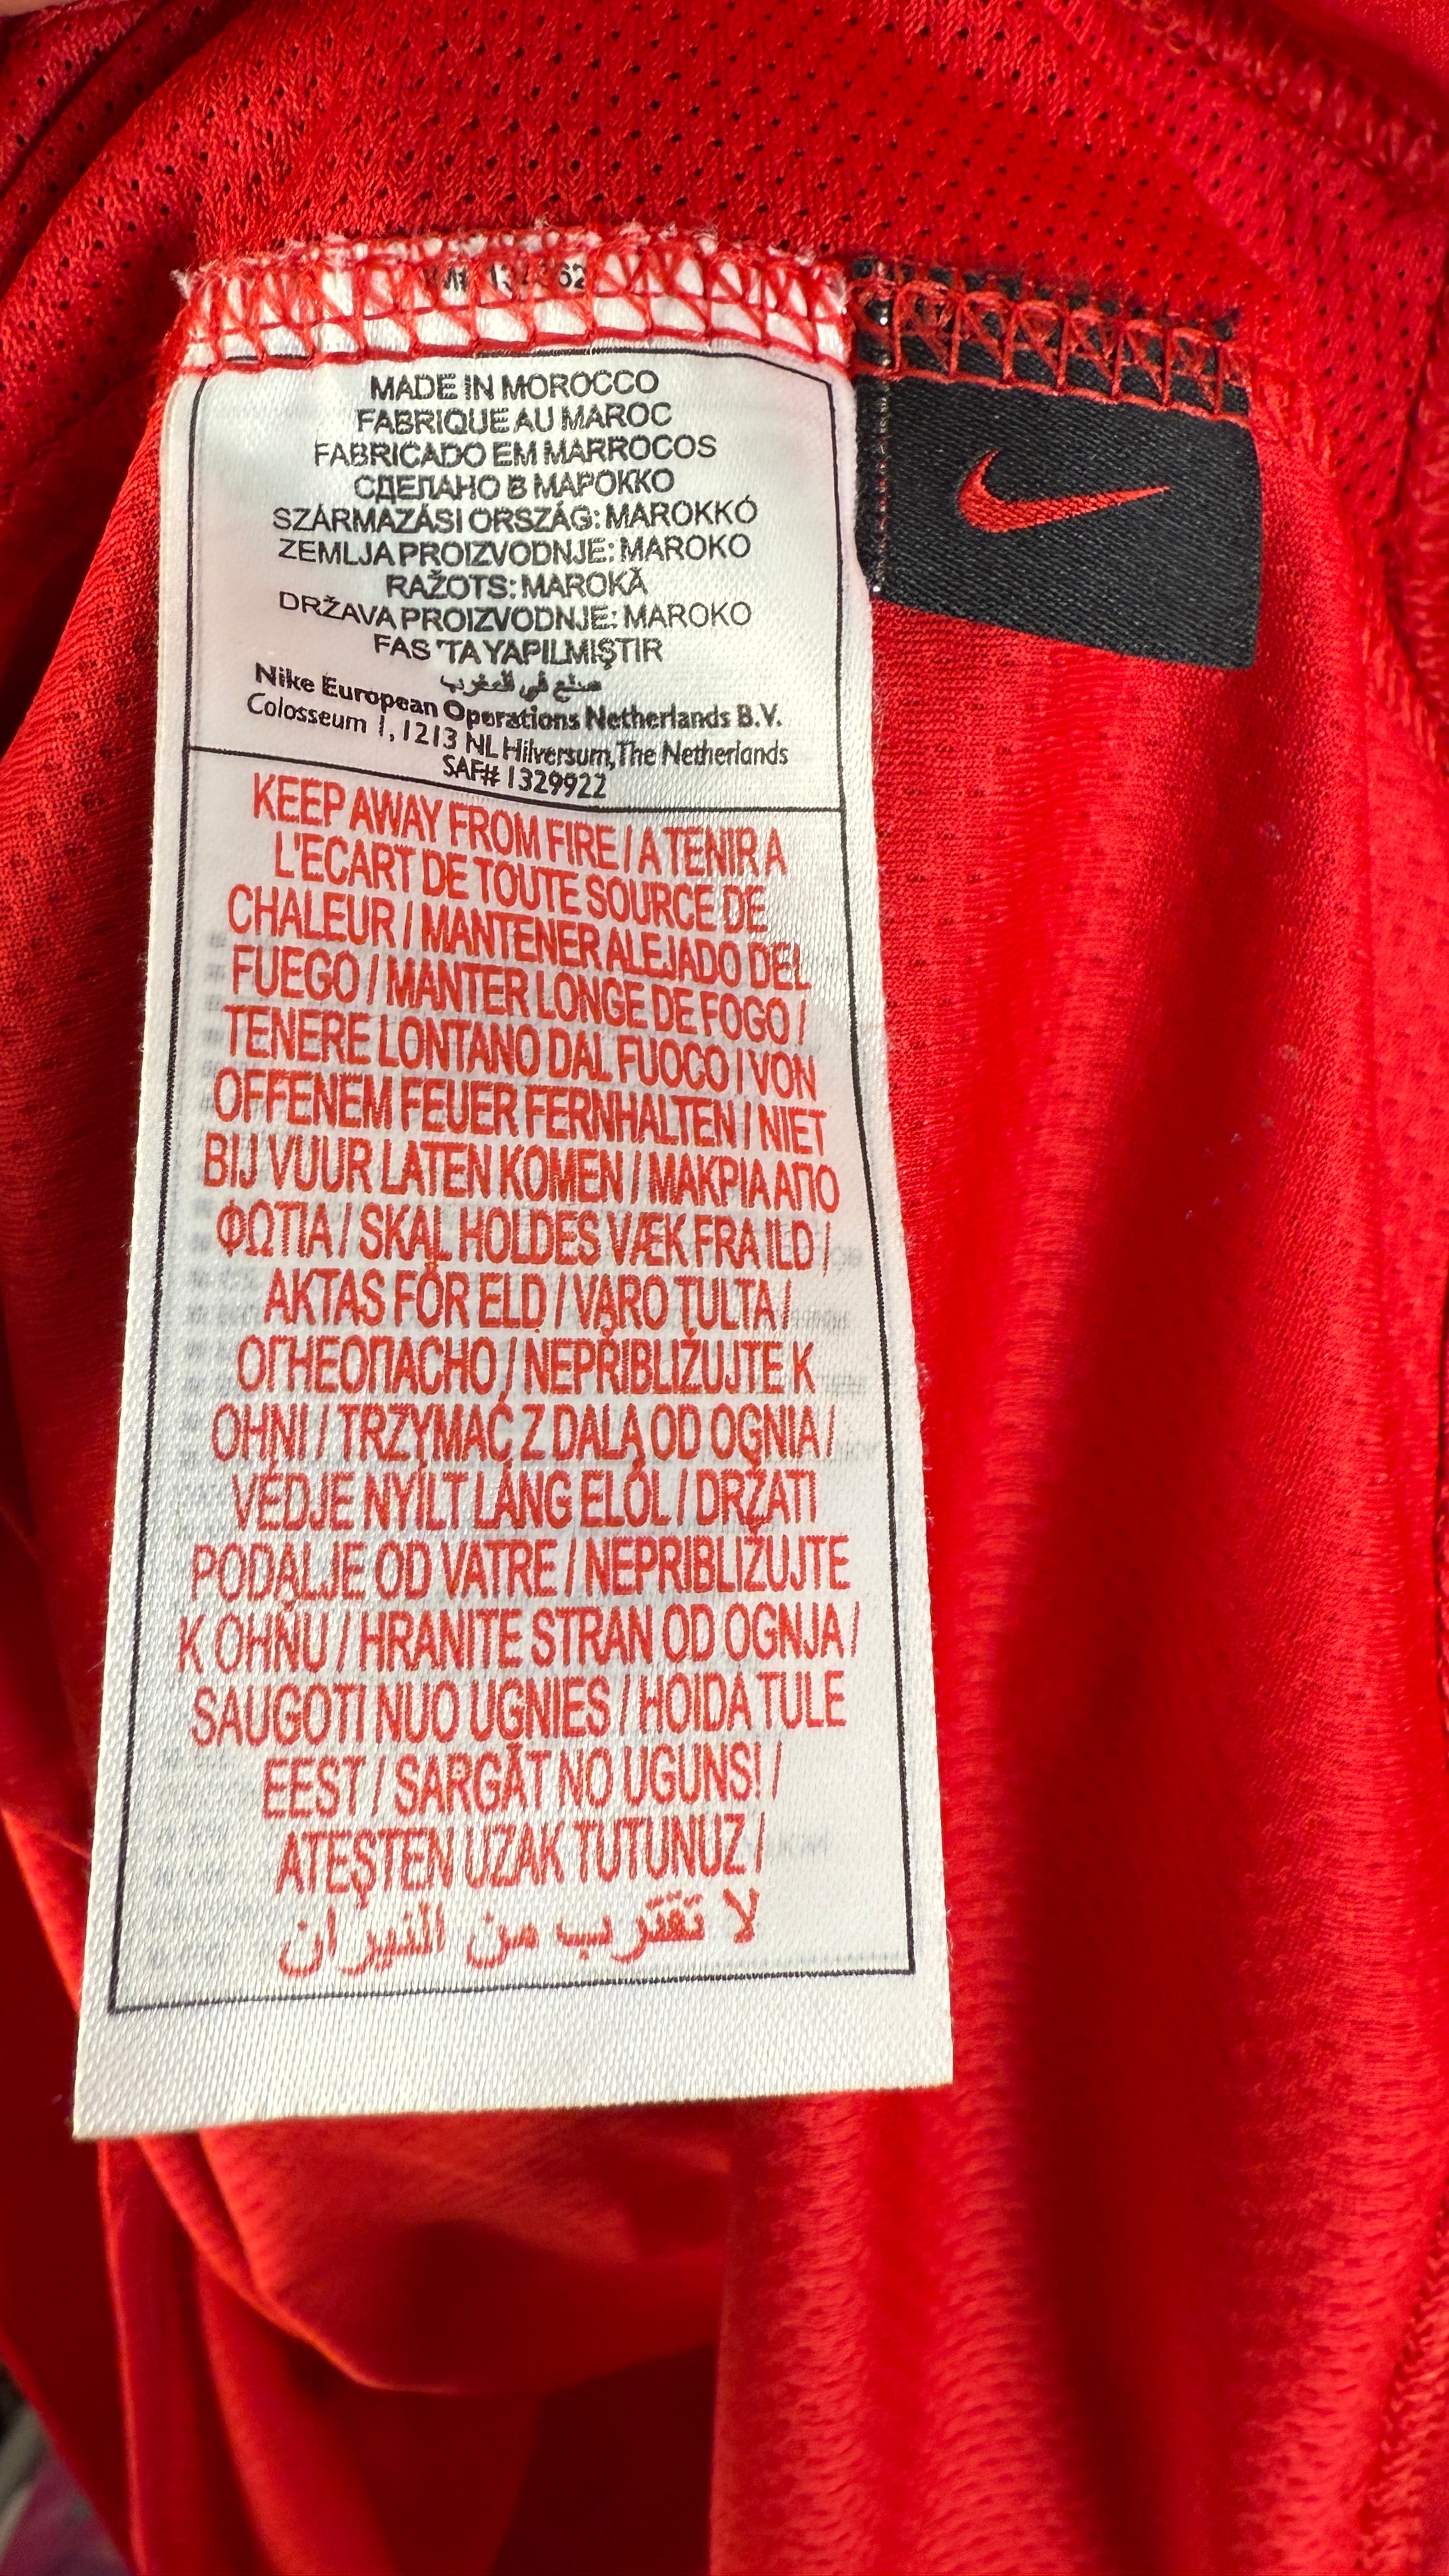 MADE IN MOROCCO
FABRIQUE AU MAROC
FABRICADO EM MARROCOS
СДЕЛАНО В МАРОККО
SZÁRMAZÁSI ORSZÁG: MAROKKÓ
ZEMLJA PROIZVODNJE: MAROKO
RAŽOTS: MAROKĀ
DRŽAVA PROIZVODNJE: MAROKO
FAS 'TA YAPILMIŞTIR
صنع في المغرب
Nike European Operations Netherlands B.V.
Colosseum 1, 1213 NL Hilversum, The Netherlands
SAF# 1329922
KEEP AWAY FROM FIRE / A TENIR A
L'ECART DE TOUTE SOURCE DE
CHALEUR / MANTENER ALEJADO DEL
FUEGO / MANTER LONGE DE FOGO /
TENERE LONTANO DAL FUOCO / VON
OFFENEM FEUER FERNHALTEN / NIET
BIJ VUUR LATEN KOMEN / ΜΑΚΡΙΑ ΑΠΟ
ΦΩΤΙΑ / SKAL HOLDES VÆK FRA ILD /
AKTAS FÖR ELD / VARO TULTA /
ОГНЕОПАСНО / NEPŘIBLIŽUJTE K
OHNI / TRZYMAĆ Z DALA OD OGNIA /
VÉDJE NYÍLT LÁNG ELŐL / DRŽATI
PODALJE OD VATRE / NEPRIBLIŽUJTE
K OHŇU / HRANITE STRAN OD OGNJA /
SAUGOTI NUO UGNIES / HOIDA TULE
EEST / SARGĀT NO UGUNS! /
ATEŞTEN UZAK TUTUNUZ /
لا تقترب من النيران